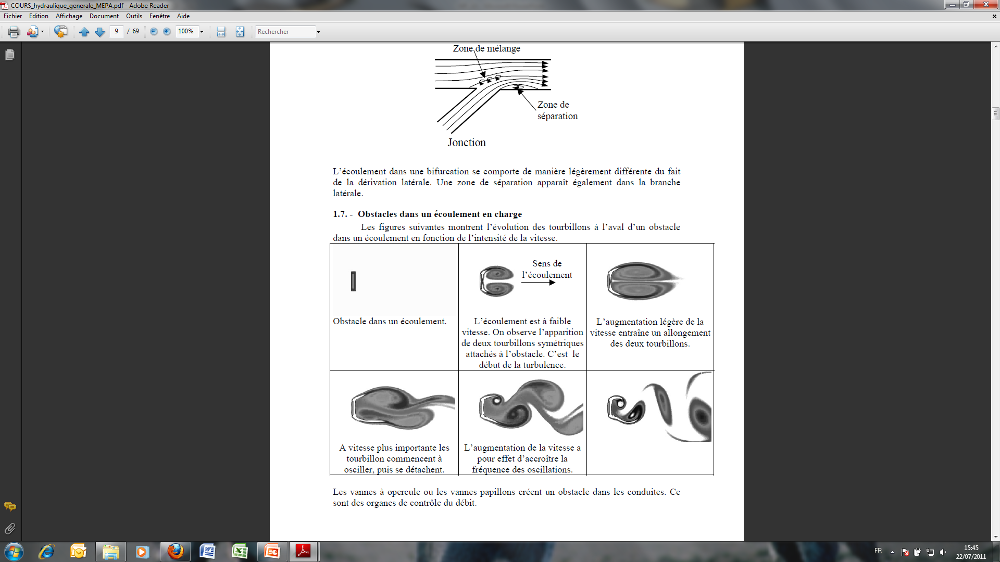 COURS_hydraulique_generale_MEPA.pdf - Adobe Reader
Fichier Edition Affichage Document Outils Fenêtre Aide
9 / 69 100% Rechercher
Zone de mélange
Zone de
séparation
Jonction
L’écoulement dans une bifurcation se comporte de manière légèrement différente du fait
de la dérivation latérale. Une zone de séparation apparaît également dans la branche
latérale.
1.7. - Obstacles dans un écoulement en charge
Les figures suivantes montrent l’évolution des tourbillons à l’aval d’un obstacle
dans un écoulement en fonction de l’intensité de la vitesse.
Obstacle dans un écoulement.
Sens de
l’écoulement
L’écoulement est à faible
vitesse. On observe l’apparition
de deux tourbillons symétriques
attachés à l’obstacle. C’est le
début de la turbulence.
L’augmentation légère de la
vitesse entraîne un allongement
des deux tourbillons.
A vitesse plus importante les
tourbillon commencent à
osciller, puis se détachent.
L’augmentation de la vitesse a
pour effet d’accroître la
fréquence des oscillations.
Les vannes à opercule ou les vannes papillons créent un obstacle dans les conduites. Ce
sont des organes de contrôle du débit.
FR
15:45
22/07/2011